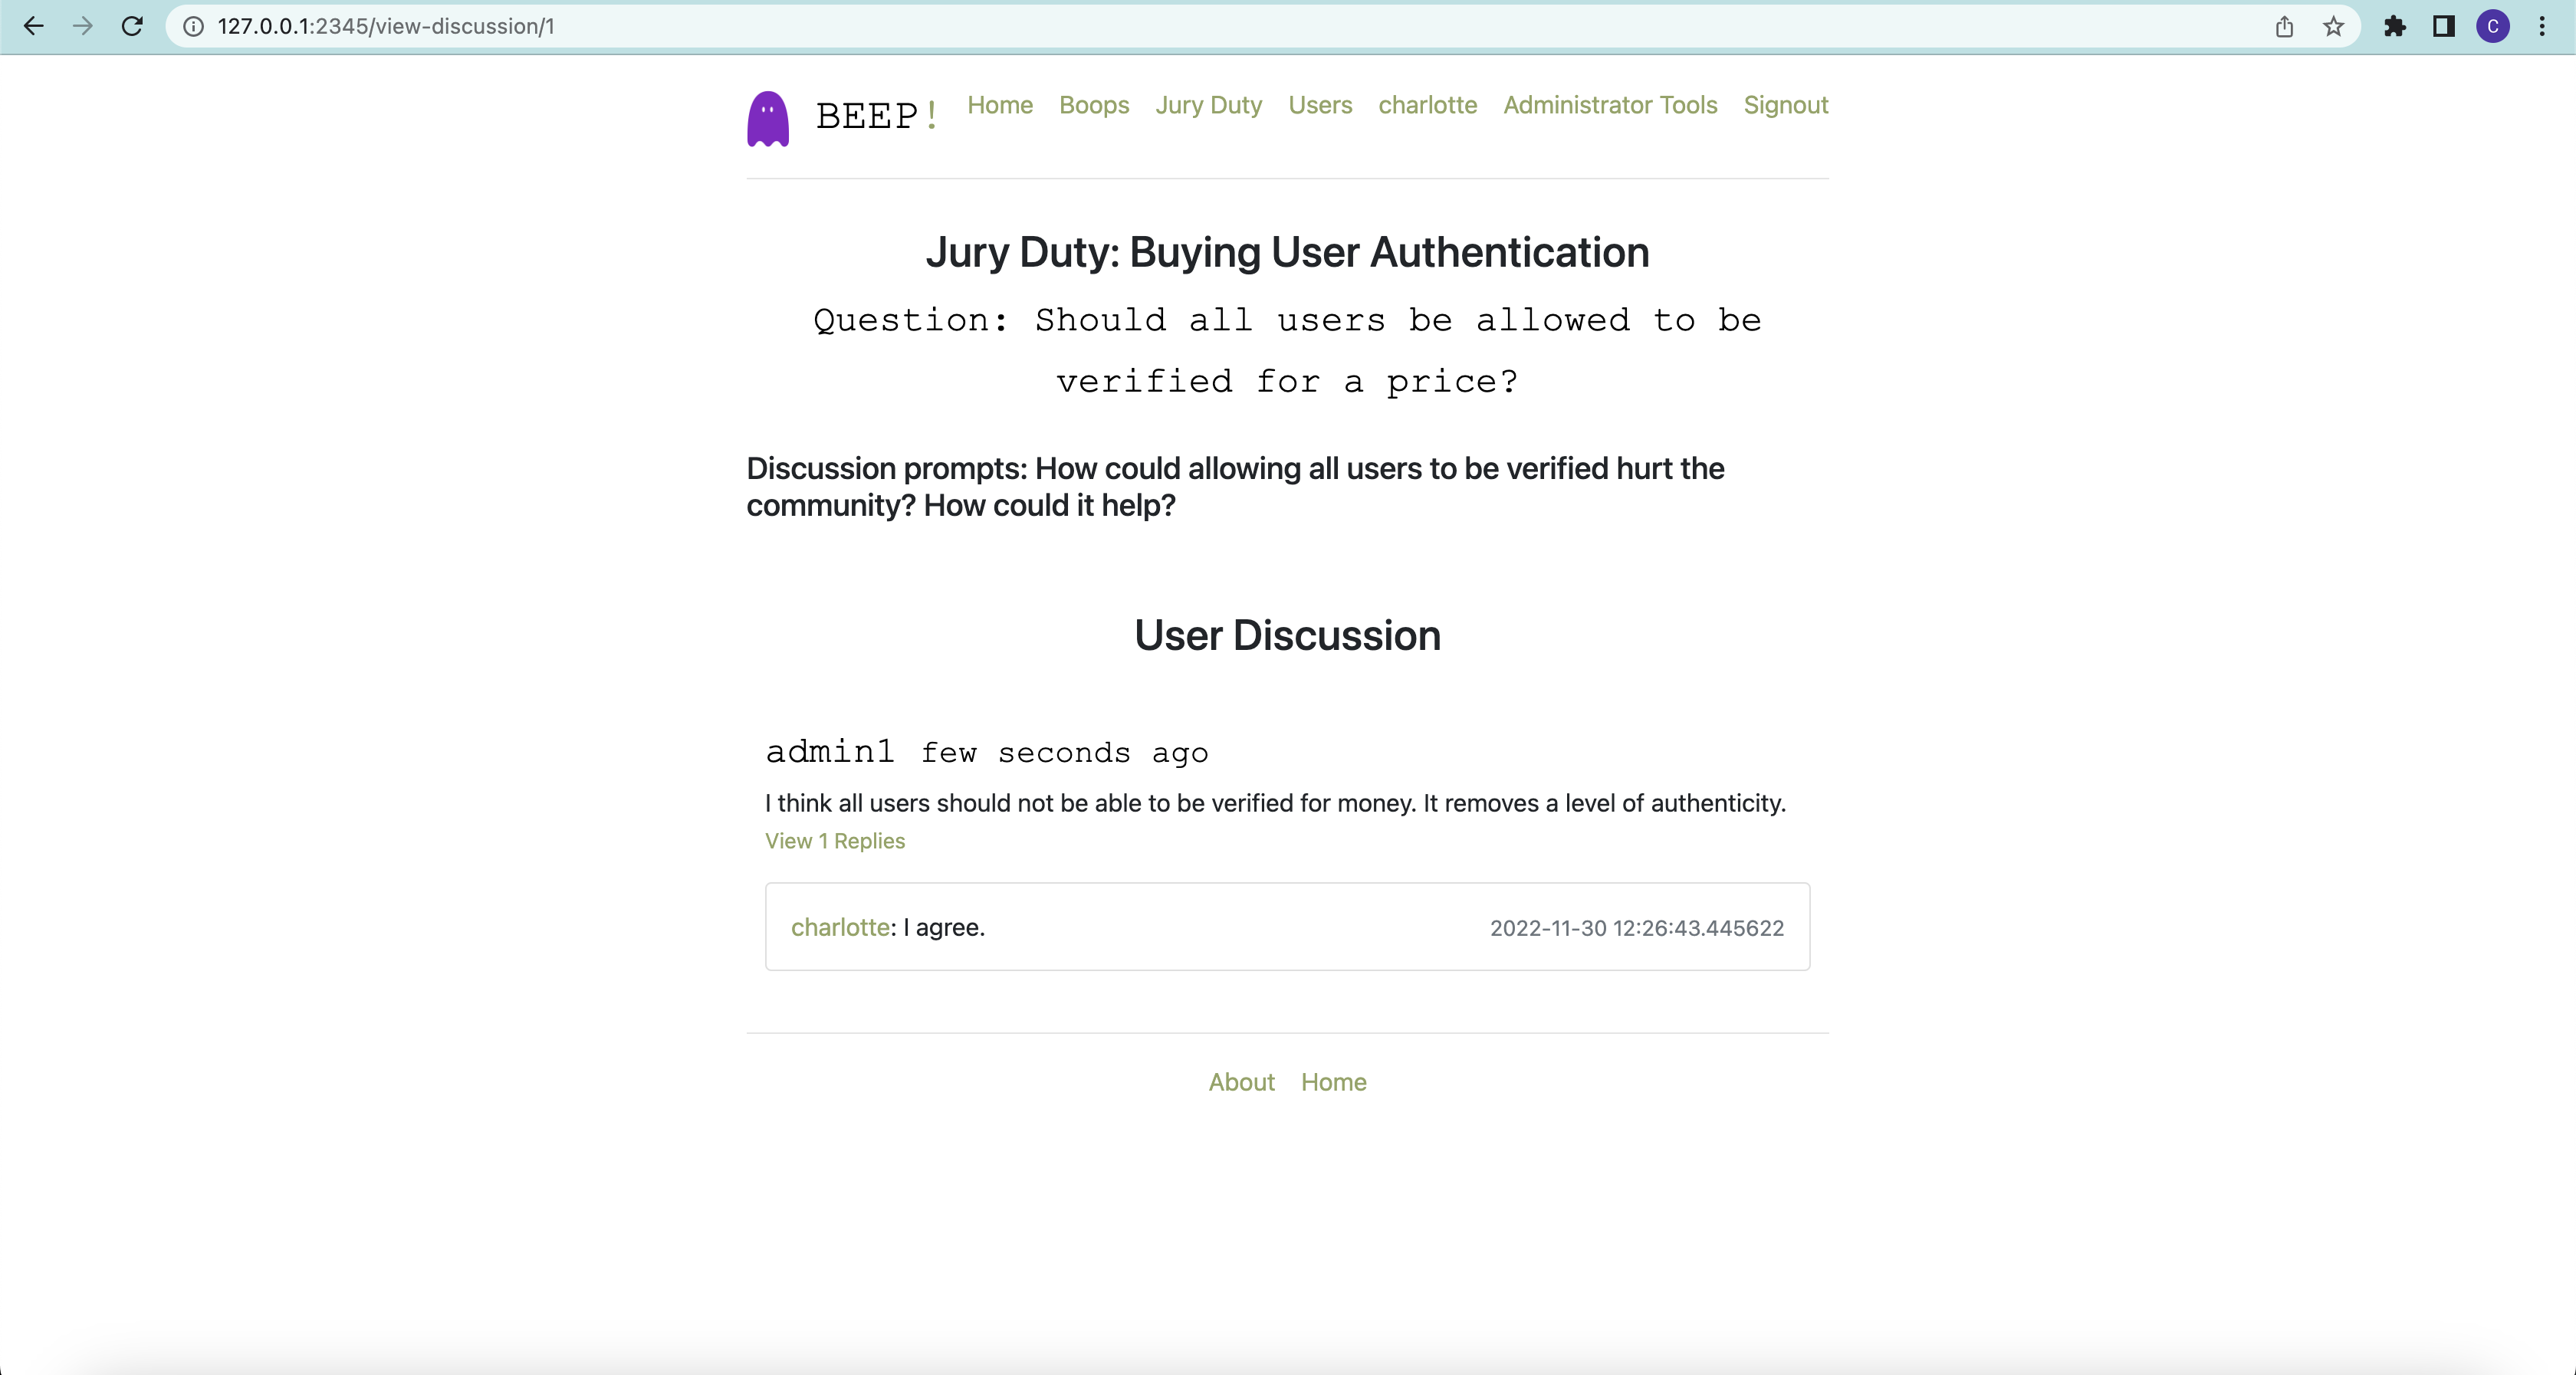 127.0.0.1:2345/view-discussion/1
C
BEEP!
Home Boops Jury Duty Users charlotte Administrator Tools Signout
Jury Duty: Buying User Authentication
Question: Should all users be allowed to be
verified for a price?
Discussion prompts: How could allowing all users to be verified hurt the
community? How could it help?
User Discussion
admin1 few seconds ago
I think all users should not be able to be verified for money. It removes a level of authenticity.
View 1 Replies
charlotte: I agree. 2022-11-30 12:26:43.445622
About Home